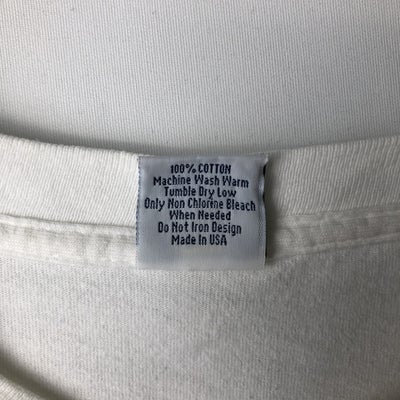 100% COTTON
Machine Wash Warm
Tumble Dry Low
Only Non Chlorine Bleach
When Needed
Do Not Iron Design
Made In USA